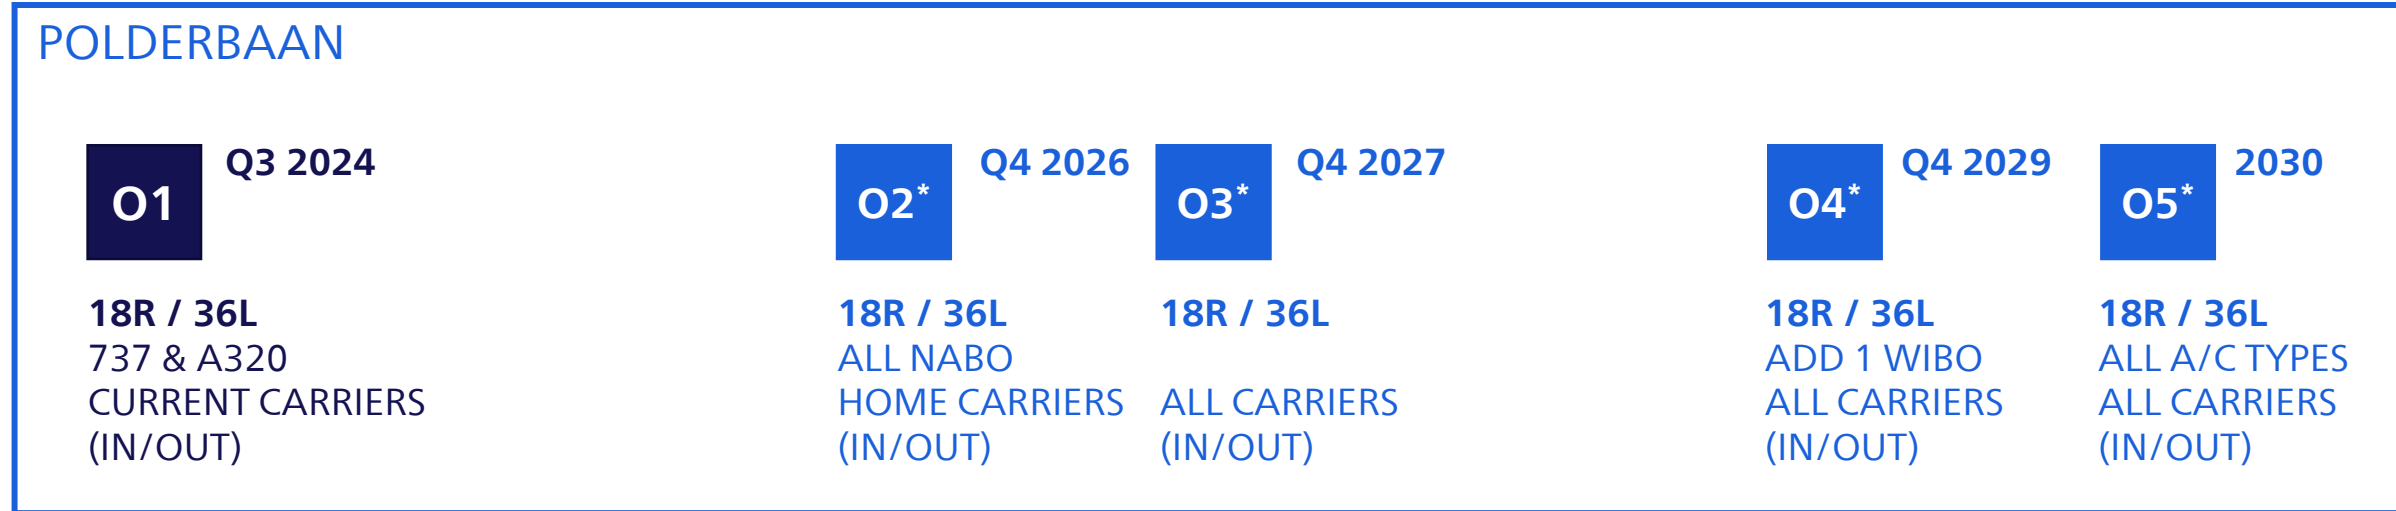 POLDERBAAN
O1
Q3 2024
18R / 36L
737 & A320
CURRENT CARRIERS
(IN/OUT)
O2*
Q4 2026
18R / 36L
ALL NABO
HOME CARRIERS
(IN/OUT)
O3*
Q4 2027
18R / 36L
ALL CARRIERS
(IN/OUT)
O4*
Q4 2029
18R / 36L
ADD 1 WIBO
ALL CARRIERS
(IN/OUT)
O5*
2030
18R / 36L
ALL A/C TYPES
ALL CARRIERS
(IN/OUT)